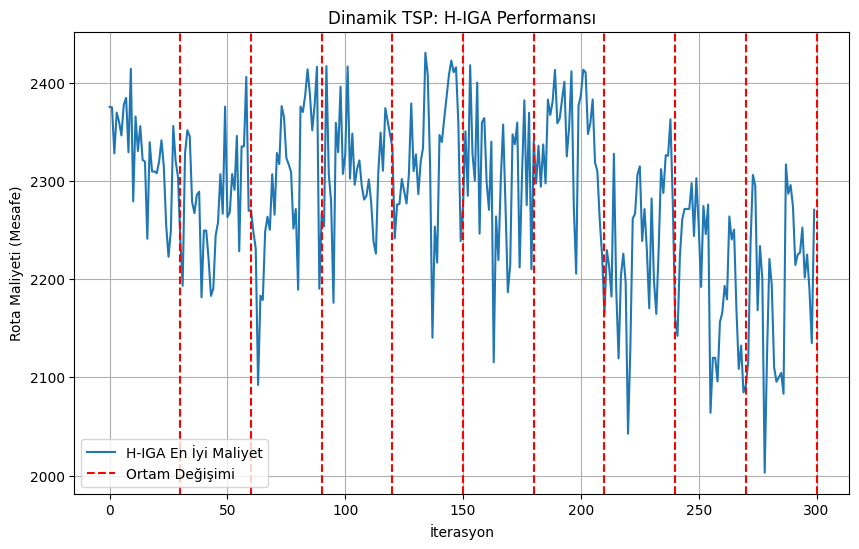 Dinamik TSP: H-IGA Performansı
Rota Maliyeti (Mesafe)
2400
2300
2200
2100
2000
H-IGA En İyi Maliyet
Ortam Değişimi
0
50
100
150
200
250
300
İterasyon